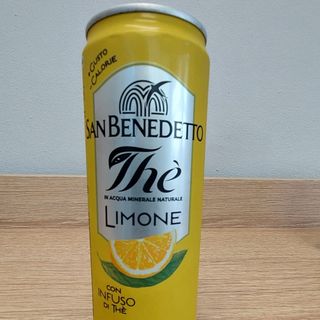 + GUSTO
- CALORIE
SAN BENEDETTO
Thè
IN ACQUA MINERALE NATURALE
LIMONE
CON
INFUSO
DI THÈ